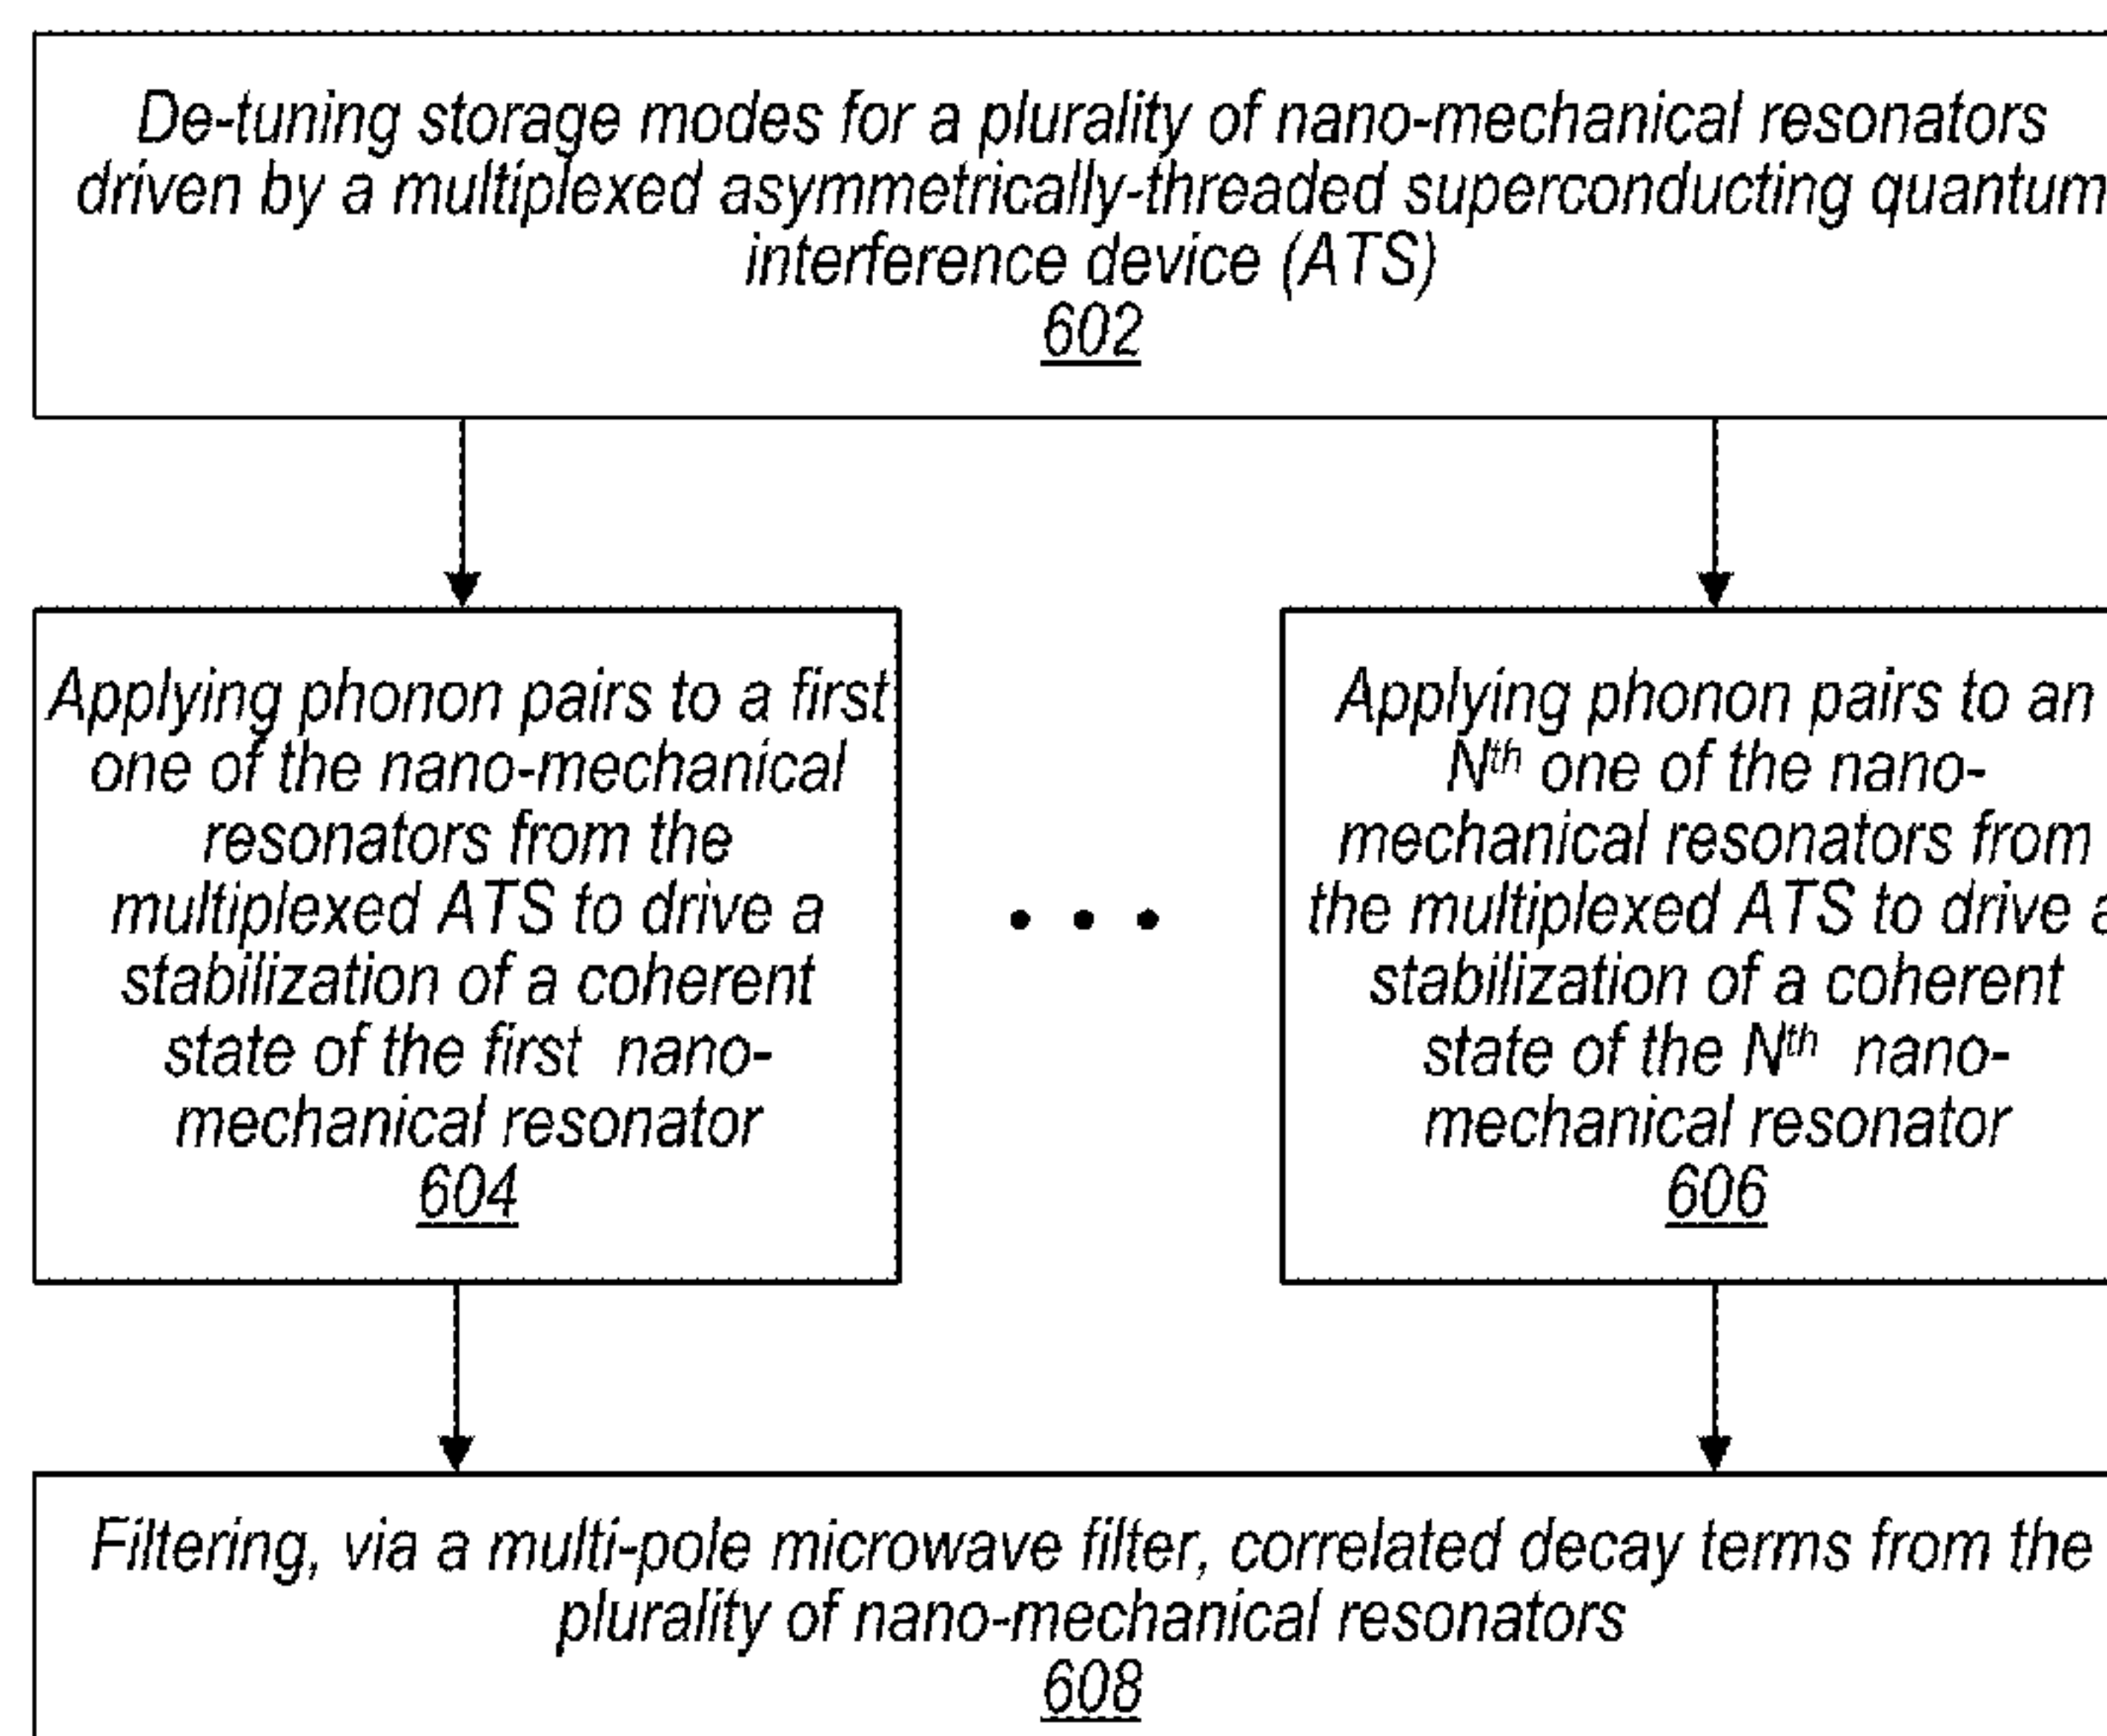 De-tuning storage modes for a plurality of nano-mechanical resonators
driven by a multiplexed asymmetrically-threaded superconducting quantum
interference device (ATS)
602
Applying phonon pairs to a first
one of the nano-mechanical
resonators from the
multiplexed ATS to drive a
stabilization of a coherent
state of the first nano-
mechanical resonator
604
• • •
Applying phonon pairs to an
Nth one of the nano-
mechanical resonators from
the multiplexed ATS to drive a
stabilization of a coherent
state of the Nth nano-
mechanical resonator
606
Filtering, via a multi-pole microwave filter, correlated decay terms from the
plurality of nano-mechanical resonators
608